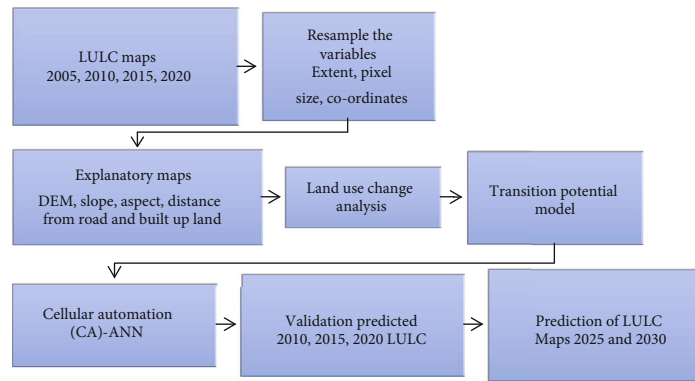 LULC maps
2005, 2010, 2015, 2020
Resample the
variables
Extent, pixel
size, co-ordinates
Explanatory maps
DEM, slope, aspect, distance
from road and built up land
Land use change
analysis
Transition potential
model
Cellular automation
(CA)-ANN
Validation predicted
2010, 2015, 2020 LULC
Prediction of LULC
Maps 2025 and 2030